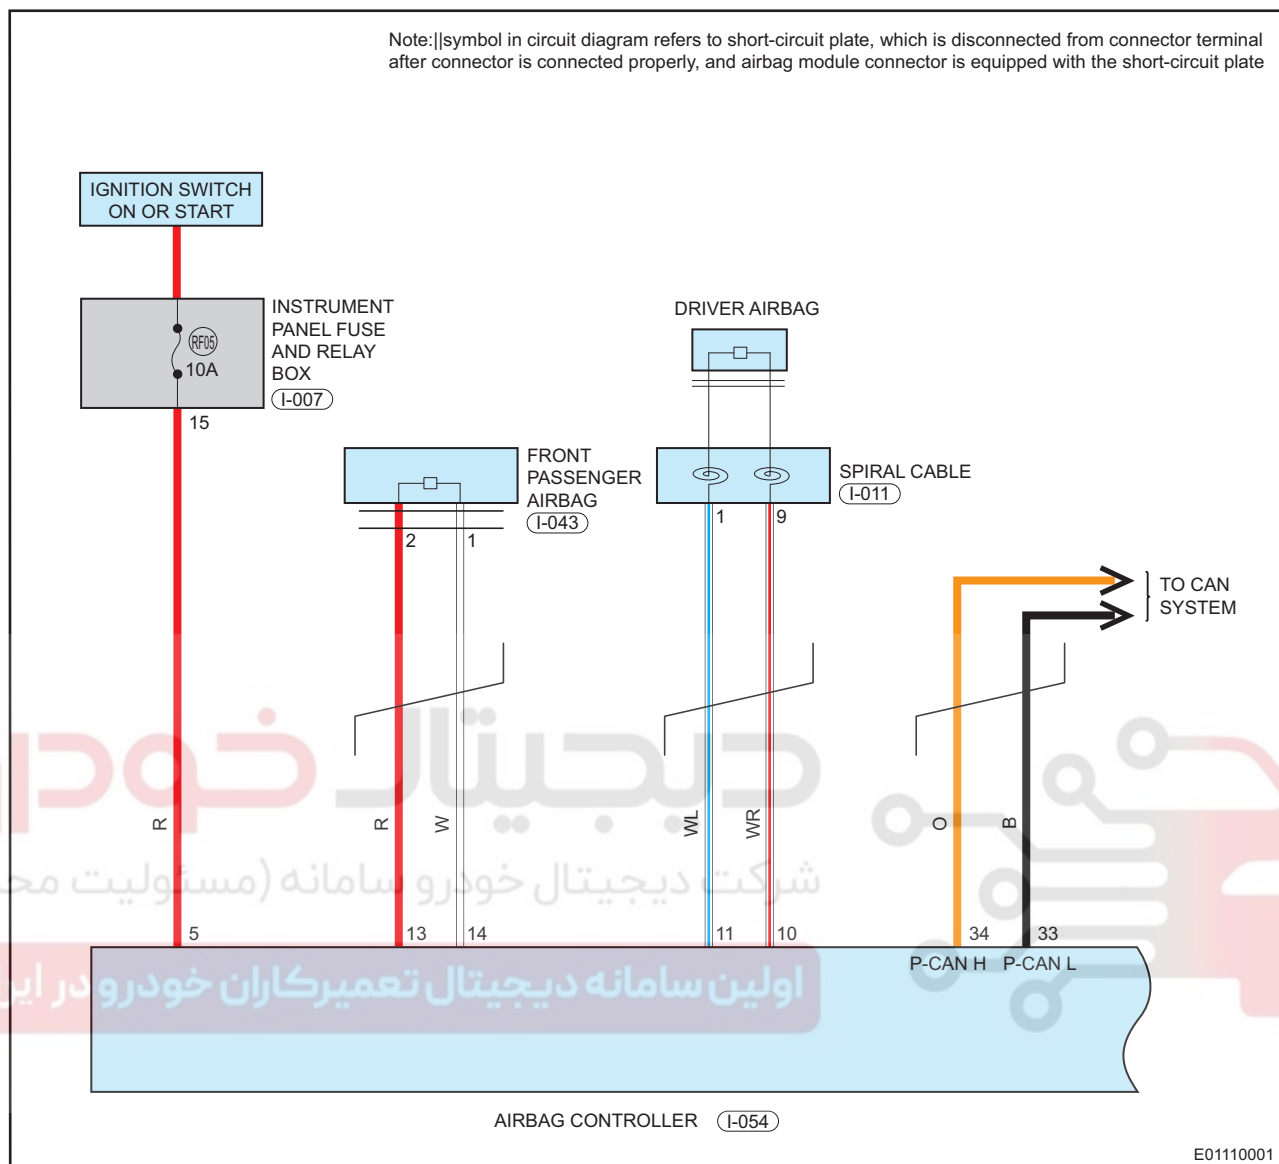 Note:||symbol in circuit diagram refers to short-circuit plate, which is disconnected from connector terminal
after connector is connected properly, and airbag module connector is equipped with the short-circuit plate
IGNITION SWITCH
ON OR START
INSTRUMENT
PANEL FUSE
AND RELAY
BOX
I-007
RF05
10A
15
DRIVER AIRBAG
FRONT
PASSENGER
AIRBAG
I-043
2
1
SPIRAL CABLE
I-011
1
9
TO CAN
SYSTEM
دیجیتال خودرو
R
R
W
WL
WR
O
B
شرکت دیجیتال خودرو سامانه (مسئولیت
5
13
14
11
10
34
33
P-CAN H
P-CAN L
اولین سامانه دیجیتال تعمیرکاران خودرو در
AIRBAG CONTROLLER
I-054
E01110001